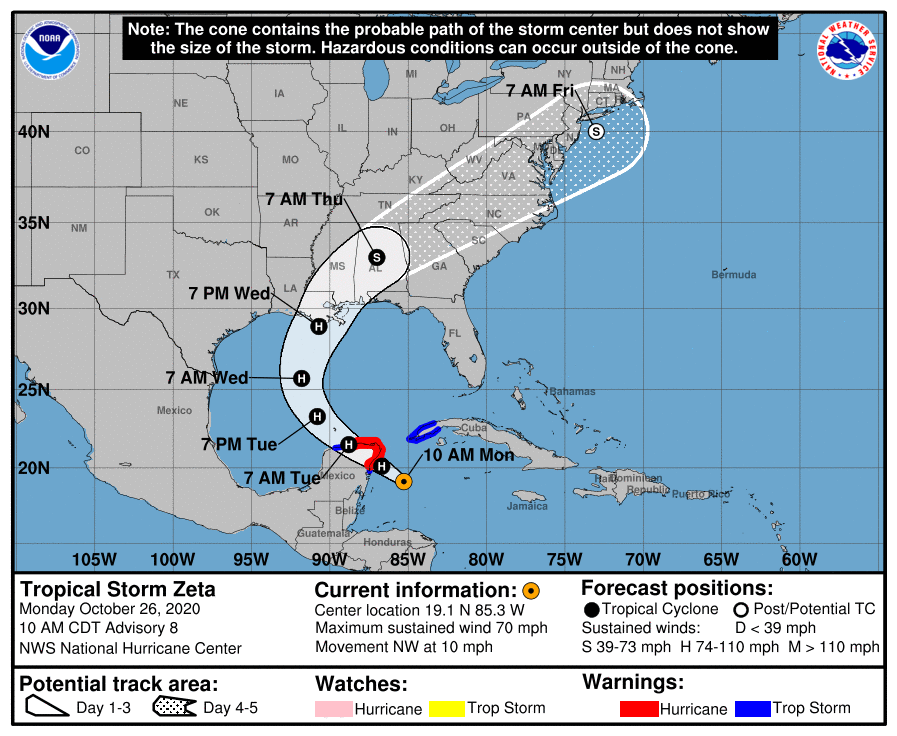 Note: The cone contains the probable path of the storm center but does not show
the size of the storm. Hazardous conditions can occur outside of the cone.
NOAA
NATIONAL WEATHER SERVICE
MI
NY
NH
MA
CT
7 AM Fri
NE
IA
PA
40N
IL
IN
OH
NJ
DE
S
CO
KS
MO
WV
VA
KY
7 AM Thu
TN
NC
35N
NM
OK
AR
SC
S
MS
AL
GA
TX
LA
Bermuda
7 PM Wed
30N
H
FL
7 AM Wed
H
25N
Bahamas
Mexico
H
7 PM Tue
Cuba
H
10 AM Mon
20N
H
7 AM Tue
Mexico
Dominican
Republic
Puerto Rico
Jamaica
Belize
Guatemala
Honduras
105W 100W 95W 90W 85W 80W 75W 70W 65W 60W
Tropical Storm Zeta
Monday October 26, 2020
10 AM CDT Advisory 8
NWS National Hurricane Center
Current information:
Center location 19.1 N 85.3 W
Maximum sustained wind 70 mph
Movement NW at 10 mph
Forecast positions:
Tropical Cyclone Post/Potential TC
Sustained winds: D < 39 mph
S 39-73 mph H 74-110 mph M > 110 mph
Potential track area:
Day 1-3 Day 4-5
Watches:
Hurricane Trop Storm
Warnings:
Hurricane Trop Storm